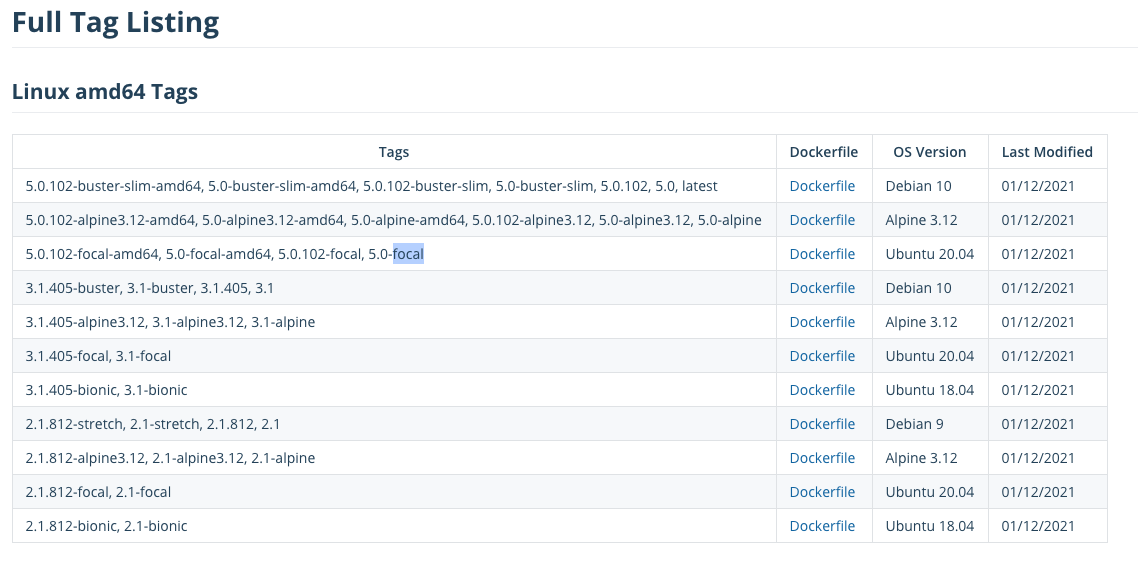 Full Tag Listing
Linux amd64 Tags
Tags Dockerfile OS Version Last Modified
5.0.102-buster-slim-amd64, 5.0-buster-slim-amd64, 5.0.102-buster-slim, 5.0-buster-slim, 5.0.102, 5.0, latest Dockerfile Debian 10 01/12/2021
5.0.102-alpine3.12-amd64, 5.0-alpine3.12-amd64, 5.0-alpine-amd64, 5.0.102-alpine3.12, 5.0-alpine3.12, 5.0-alpine Dockerfile Alpine 3.12 01/12/2021
5.0.102-focal-amd64, 5.0-focal-amd64, 5.0.102-focal, 5.0-focal Dockerfile Ubuntu 20.04 01/12/2021
3.1.405-buster, 3.1-buster, 3.1.405, 3.1 Dockerfile Debian 10 01/12/2021
3.1.405-alpine3.12, 3.1-alpine3.12, 3.1-alpine Dockerfile Alpine 3.12 01/12/2021
3.1.405-focal, 3.1-focal Dockerfile Ubuntu 20.04 01/12/2021
3.1.405-bionic, 3.1-bionic Dockerfile Ubuntu 18.04 01/12/2021
2.1.812-stretch, 2.1-stretch, 2.1.812, 2.1 Dockerfile Debian 9 01/12/2021
2.1.812-alpine3.12, 2.1-alpine3.12, 2.1-alpine Dockerfile Alpine 3.12 01/12/2021
2.1.812-focal, 2.1-focal Dockerfile Ubuntu 20.04 01/12/2021
2.1.812-bionic, 2.1-bionic Dockerfile Ubuntu 18.04 01/12/2021